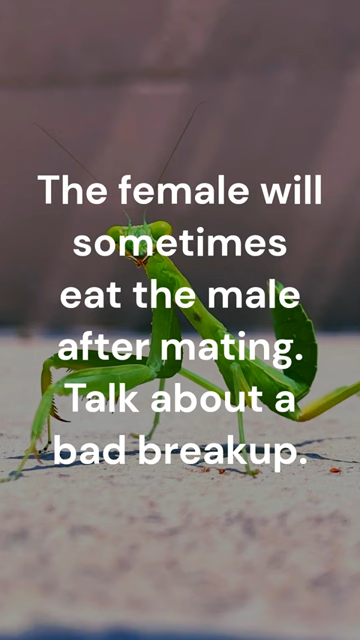 The female will
sometimes
eat the male
after mating.
Talk about a
bad breakup.